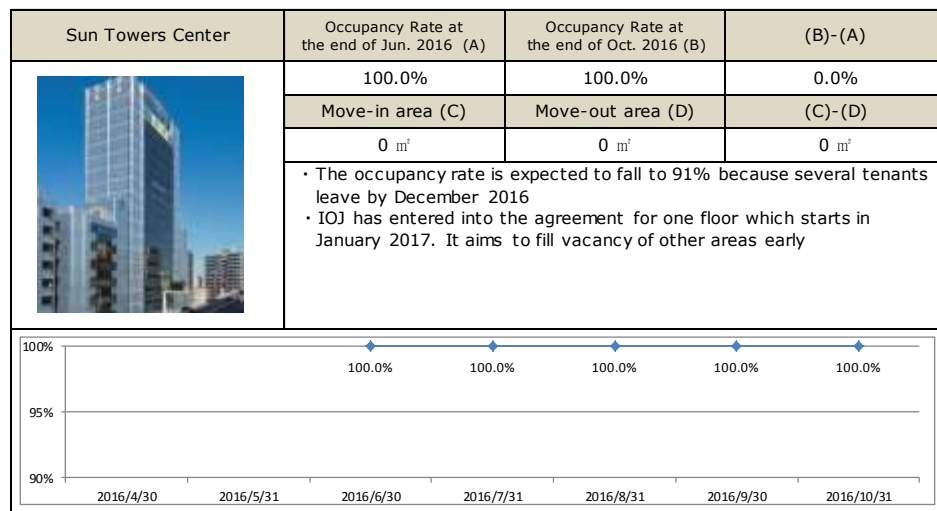 Sun Towers Center
Occupancy Rate at
the end of Jun. 2016 (A)
Occupancy Rate at
the end of Oct. 2016 (B)
(B)-(A)
100.0%
100.0%
0.0%
Move-in area (C)
Move-out area (D)
(C)-(D)
0 ㎡
0 ㎡
0 ㎡
・The occupancy rate is expected to fall to 91% because several tenants
leave by December 2016
・IOJ has entered into the agreement for one floor which starts in
January 2017. It aims to fill vacancy of other areas early
100%
100.0%
100.0%
100.0%
100.0%
100.0%
95%
90%
2016/4/30
2016/5/31
2016/6/30
2016/7/31
2016/8/31
2016/9/30
2016/10/31